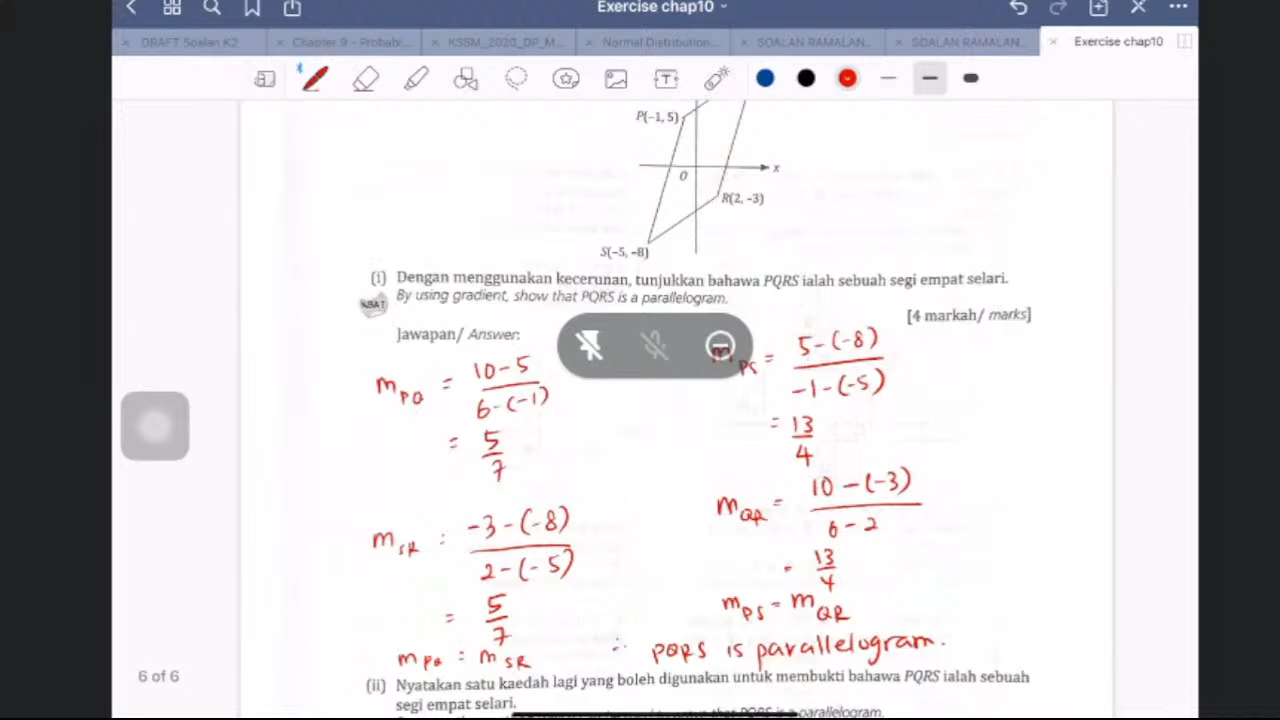 Exercise chap10
DRAFT Soalan K2
Chapter 9 - Probabi...
KSSM_2020_DP_M...
Normal Distribution...
SOALAN RAMALAN...
SOALAN RAMALAN...
Exercise chap10
P(−1, 5)
x
O
R(2, −3)
S(−5, −8)
(i) Dengan menggunakan kecerunan, tunjukkan bahawa PQRS ialah sebuah segi empat selari.
KBAT By using gradient, show that PQRS is a parallelogram.
[4 markah/ marks]
Jawapan/ Answer:
m_PQ = (10 - 5)/(6 - (-1))
= 5/7
m_SR = (-3 - (-8))/(2 - (-5))
= 5/7
m_PQ = m_SR
m_PS = (5 - (-8))/(-1 - (-5))
= 13/4
m_QR = (10 - (-3))/(6 - 2)
= 13/4
m_PS = m_QR
∴ PQRS is parallelogram.
6 of 6
(ii) Nyatakan satu kaedah lagi yang boleh digunakan untuk membukti bahawa PQRS ialah sebuah
segi empat selari.
that PQRS is a parallelogram.